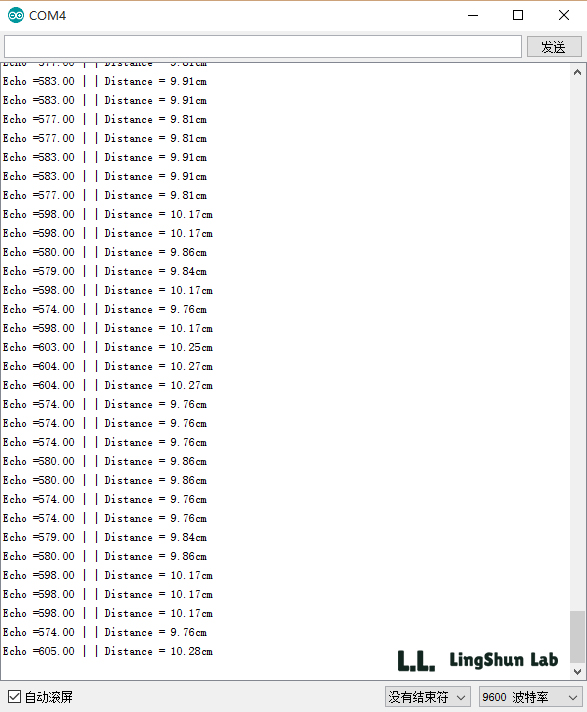 COM4
发送
Echo =577.00 | | Distance = 9.81cm
Echo =583.00 | | Distance = 9.91cm
Echo =583.00 | | Distance = 9.91cm
Echo =577.00 | | Distance = 9.81cm
Echo =577.00 | | Distance = 9.81cm
Echo =583.00 | | Distance = 9.91cm
Echo =583.00 | | Distance = 9.91cm
Echo =577.00 | | Distance = 9.81cm
Echo =598.00 | | Distance = 10.17cm
Echo =598.00 | | Distance = 10.17cm
Echo =580.00 | | Distance = 9.86cm
Echo =579.00 | | Distance = 9.84cm
Echo =598.00 | | Distance = 10.17cm
Echo =574.00 | | Distance = 9.76cm
Echo =598.00 | | Distance = 10.17cm
Echo =603.00 | | Distance = 10.25cm
Echo =604.00 | | Distance = 10.27cm
Echo =604.00 | | Distance = 10.27cm
Echo =574.00 | | Distance = 9.76cm
Echo =574.00 | | Distance = 9.76cm
Echo =574.00 | | Distance = 9.76cm
Echo =580.00 | | Distance = 9.86cm
Echo =580.00 | | Distance = 9.86cm
Echo =574.00 | | Distance = 9.76cm
Echo =574.00 | | Distance = 9.76cm
Echo =579.00 | | Distance = 9.84cm
Echo =580.00 | | Distance = 9.86cm
Echo =598.00 | | Distance = 10.17cm
Echo =598.00 | | Distance = 10.17cm
Echo =598.00 | | Distance = 10.17cm
Echo =574.00 | | Distance = 9.76cm
Echo =605.00 | | Distance = 10.28cm
L.L. LingShun Lab
自动滚屏 没有结束符 9600 波特率